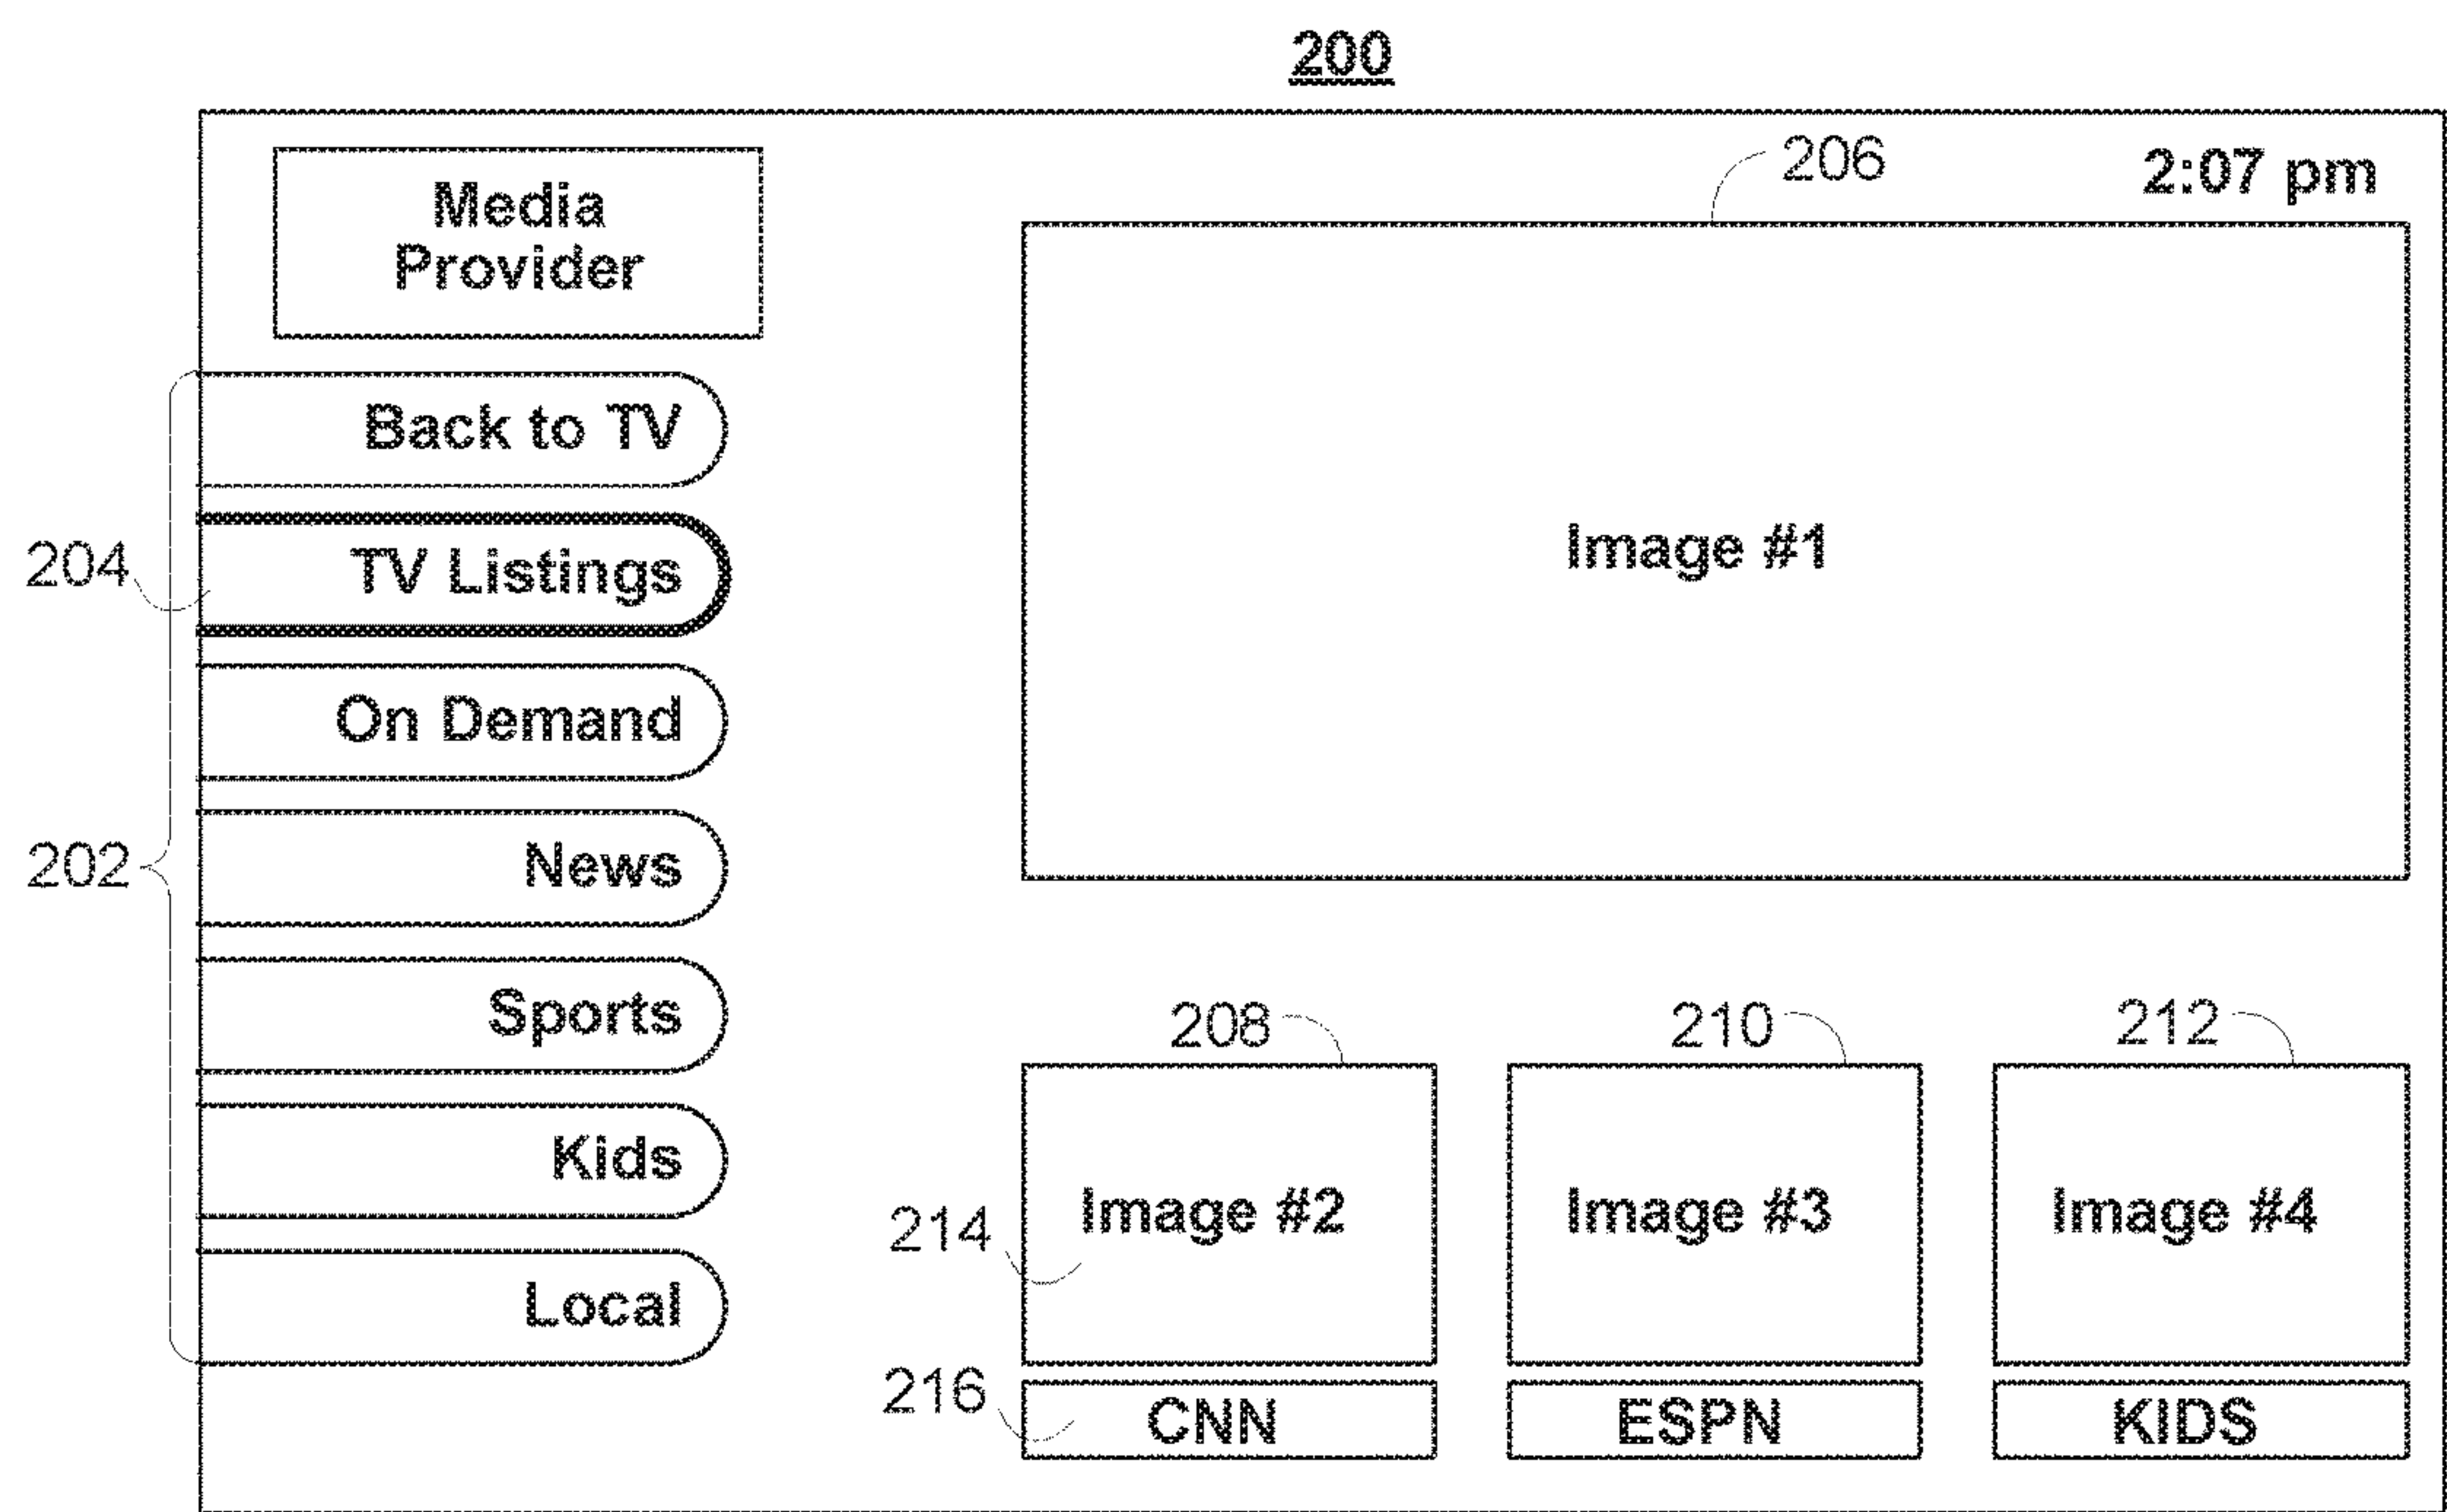 200
206
2:07 pm
Media
Provider
Back to TV
204
TV Listings
Image #1
On Demand
202
News
Sports
208
210
212
Kids
214
Image #2
Image #3
Image #4
Local
216
CNN
ESPN
KIDS